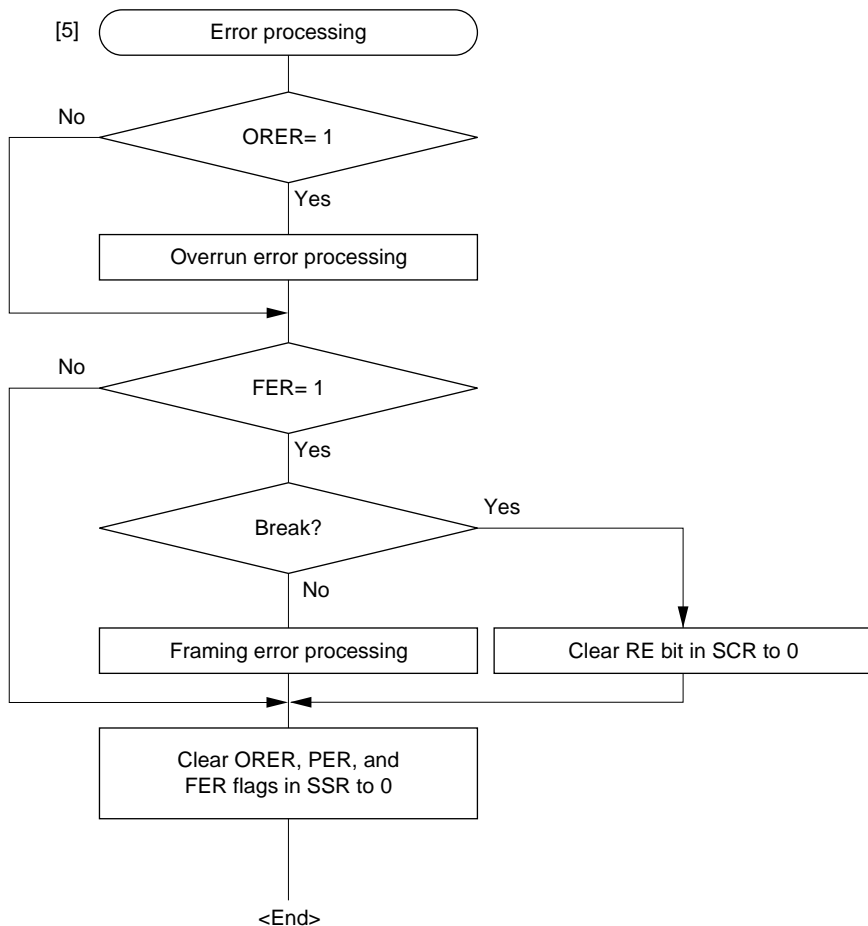 [5]
Error processing
No
ORER= 1
Yes
Overrun error processing
No
FER= 1
Yes
Break?
Yes
No
Framing error processing
Clear RE bit in SCR to 0
Clear ORER, PER, and
FER flags in SSR to 0
<End>